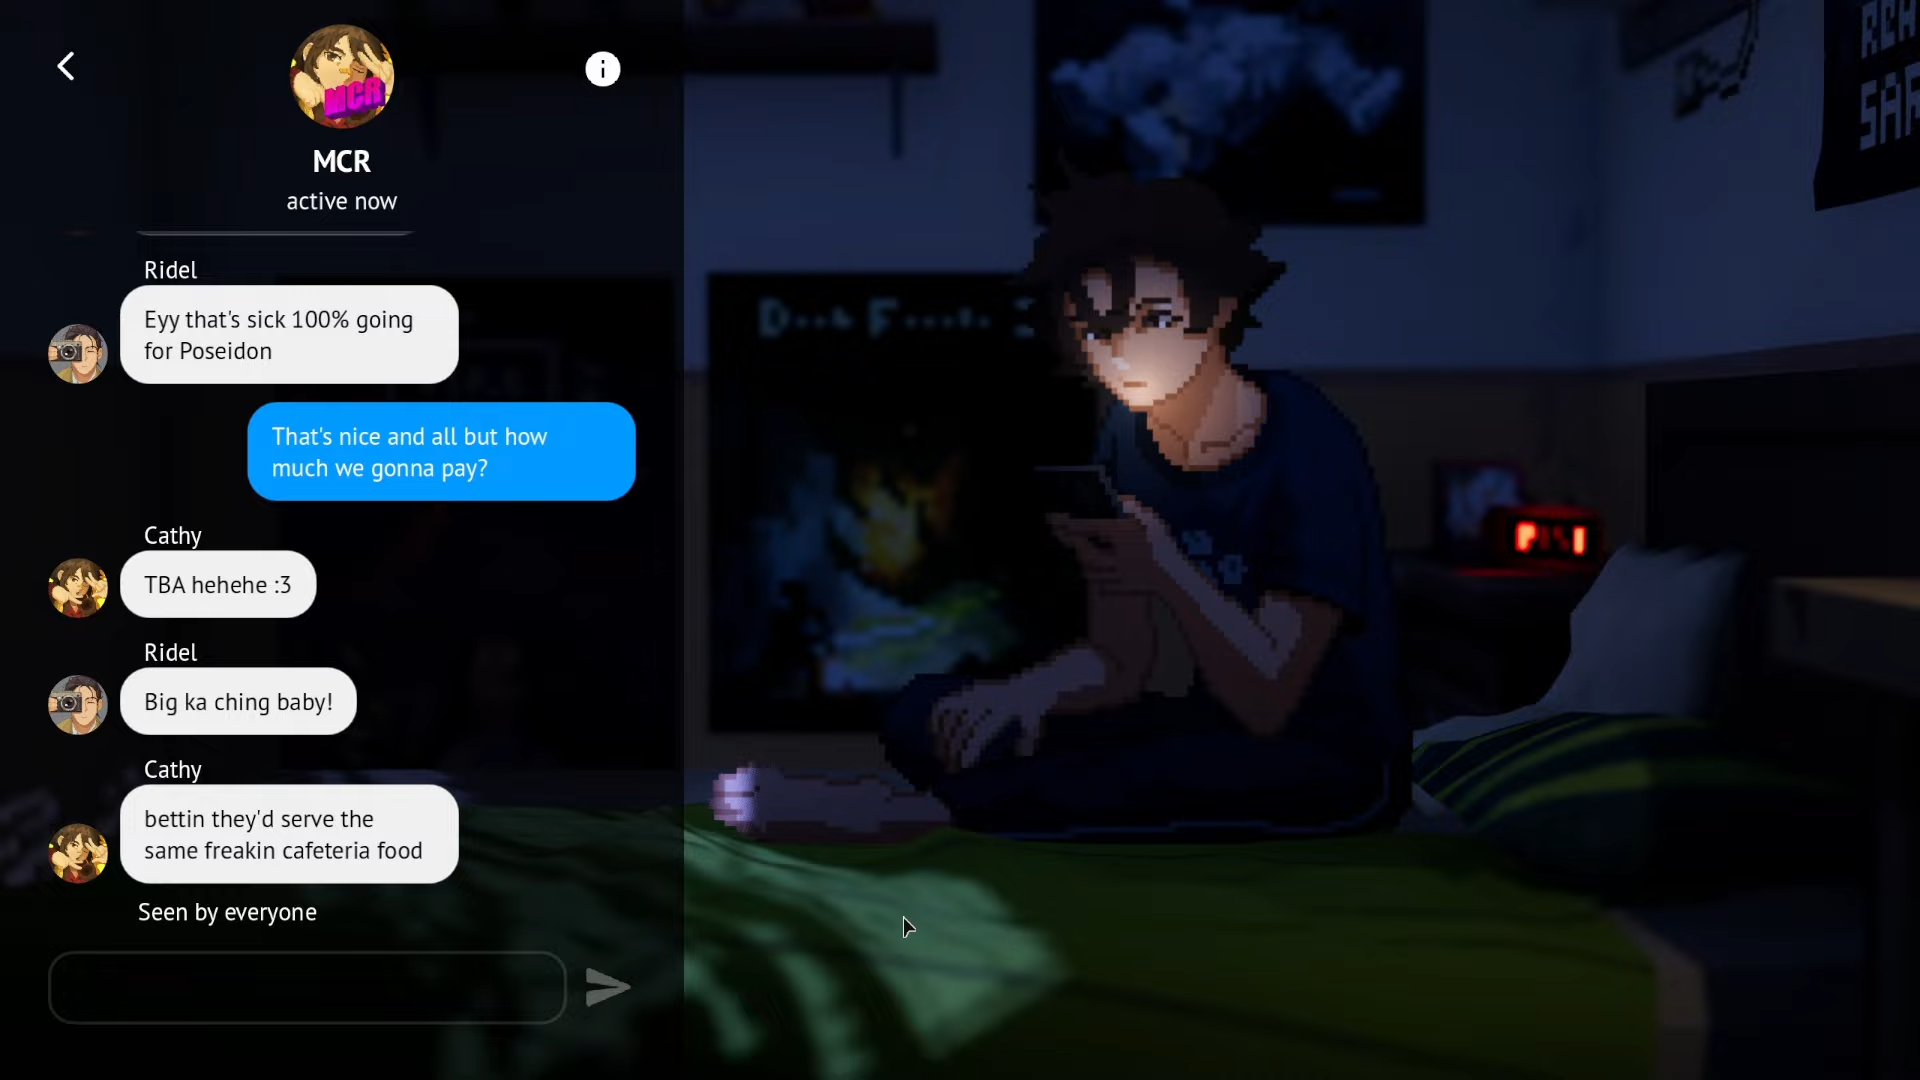 MCR
MCR
active now
Ridel
Eyy that's sick 100% going
for Poseidon
That's nice and all but how
much we gonna pay?
Cathy
TBA hehehe :3
Ridel
Big ka ching baby!
Cathy
bettin they'd serve the
same freakin cafeteria food
Seen by everyone